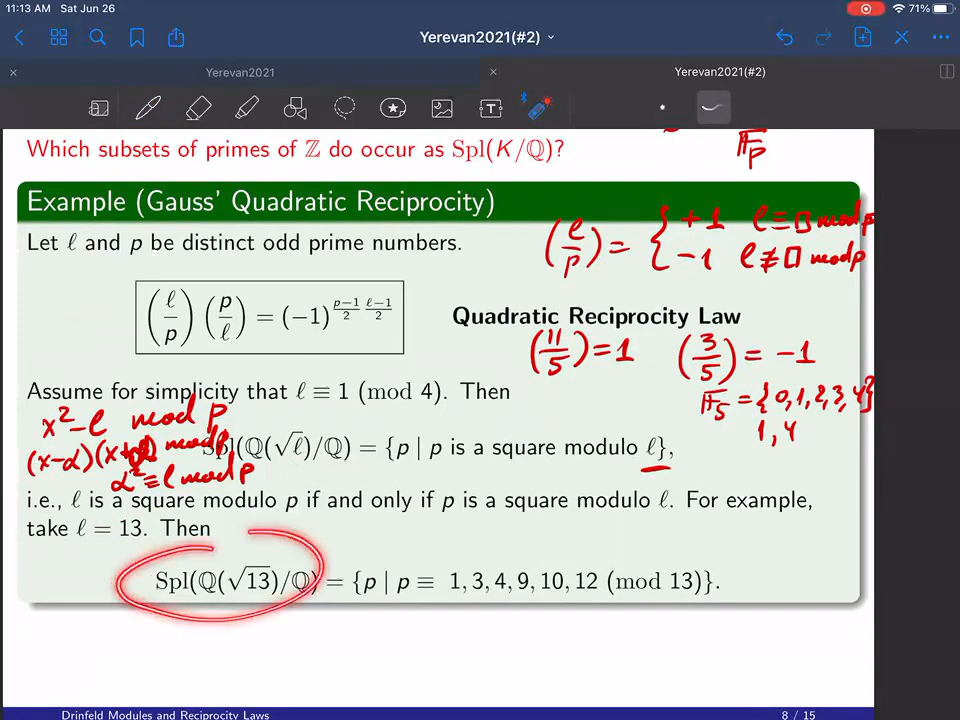 11:13 AM Sat Jun 26 71%
Yerevan2021(#2)
Yerevan2021 Yerevan2021(#2)
T
𝔽_p
Which subsets of primes of ℤ do occur as Spl(K/ℚ)?
Example (Gauss' Quadratic Reciprocity)
Let ℓ and p be distinct odd prime numbers.
(ℓ/p) = { +1 ℓ ≡ □ mod p
−1 ℓ ≢ □ mod p
(ℓ/p)(p/ℓ) = (−1)^{(p−1)/2 (ℓ−1)/2} Quadratic Reciprocity Law
(11/5) = 1 (3/5) = −1
𝔽_5 = {0,1,2,3,4}
1, 4
Assume for simplicity that ℓ ≡ 1 (mod 4). Then
x² − ℓ mod p
(x−α)(x+α) mod p
α² ≡ ℓ mod p
Spl(ℚ(√ℓ)/ℚ) = {p | p is a square modulo ℓ},
i.e., ℓ is a square modulo p if and only if p is a square modulo ℓ. For example,
take ℓ = 13. Then
Spl(ℚ(√13)/ℚ) = {p | p ≡ 1, 3, 4, 9, 10, 12 (mod 13)}.
Drinfeld Modules and Reciprocity Laws 8 / 15